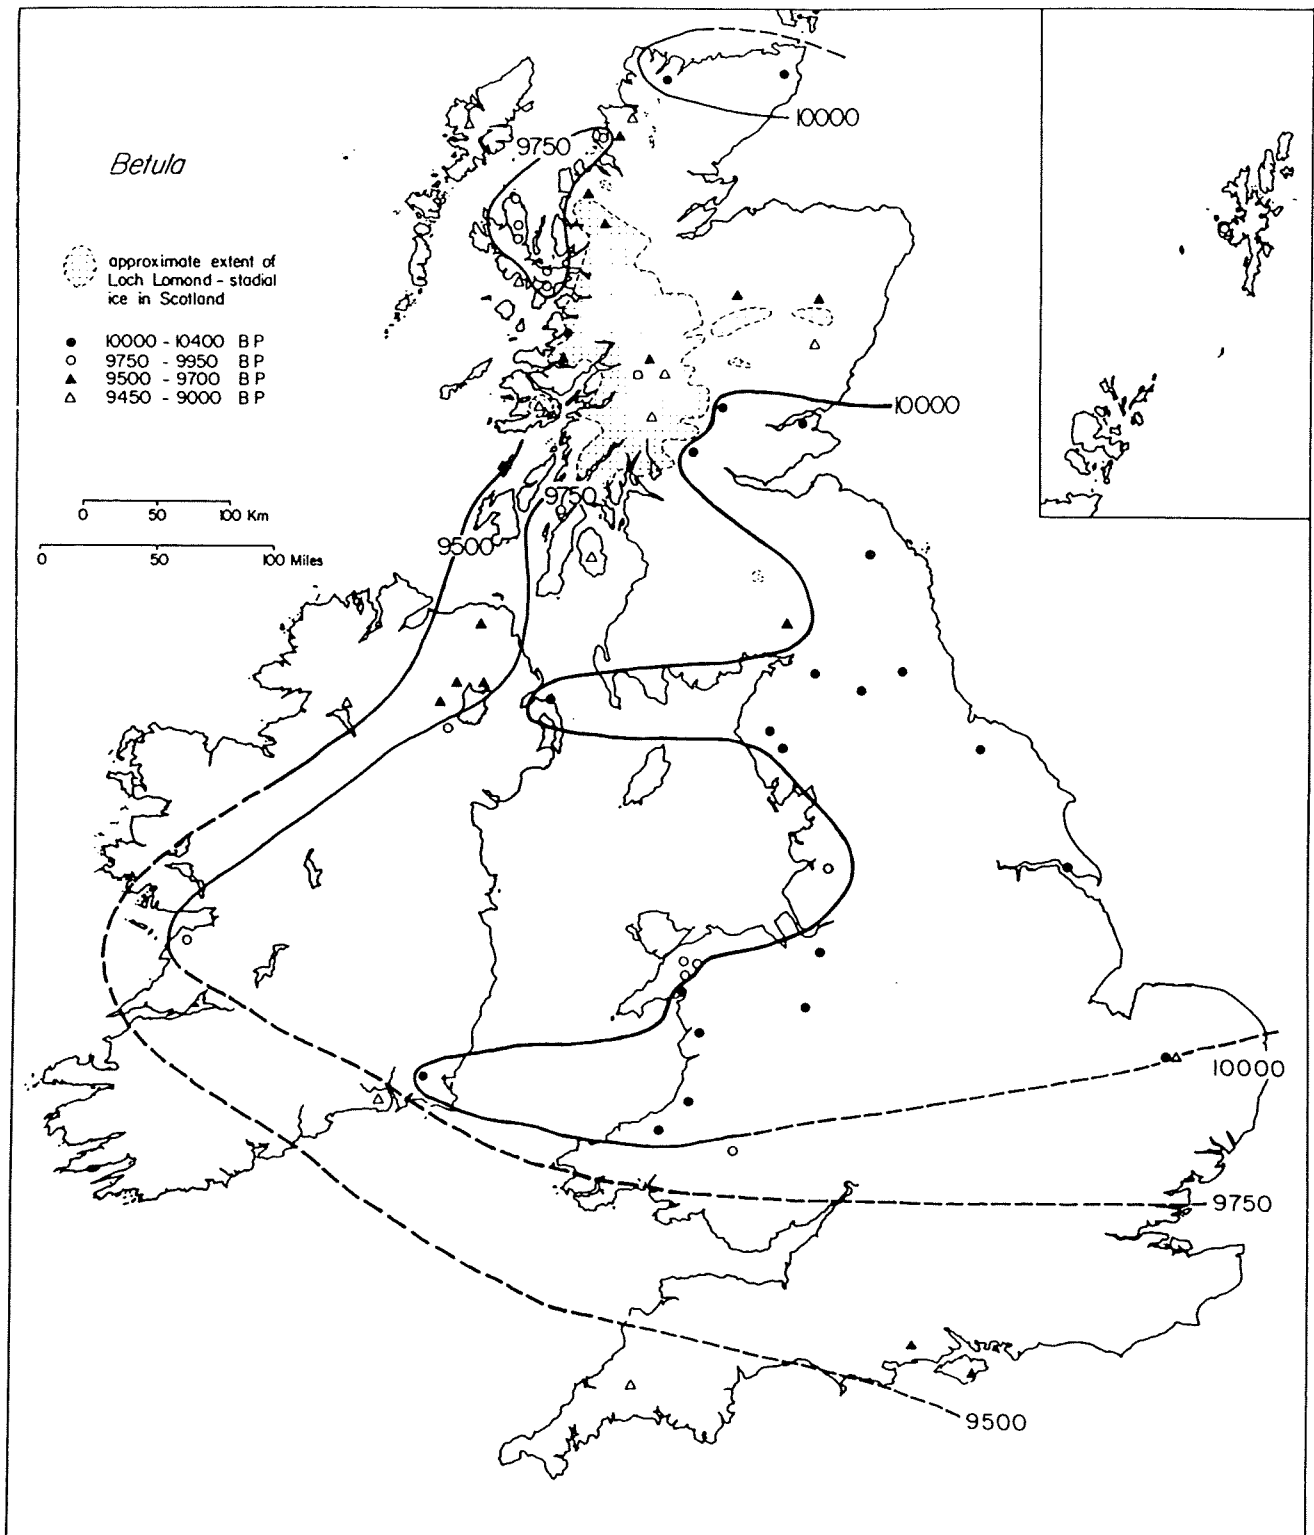 10000
9750
Betula
approximate extent of
Loch Lomond - stadial
ice in Scotland
10000 - 10400 BP
9750 - 9950 BP
9500 - 9700 BP
9450 - 9000 BP
10000
0 50 100 Km
9750
9500
0 50 100 Miles
10000
9750
9500